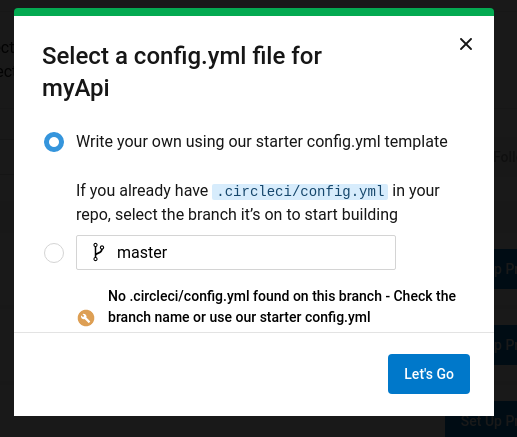 Select a config.yml file for
myApi
Write your own using our starter config.yml template
If you already have .circleci/config.yml in your
repo, select the branch it's on to start building
master
No .circleci/config.yml found on this branch - Check the
branch name or use our starter config.yml
Let's Go
Set Up